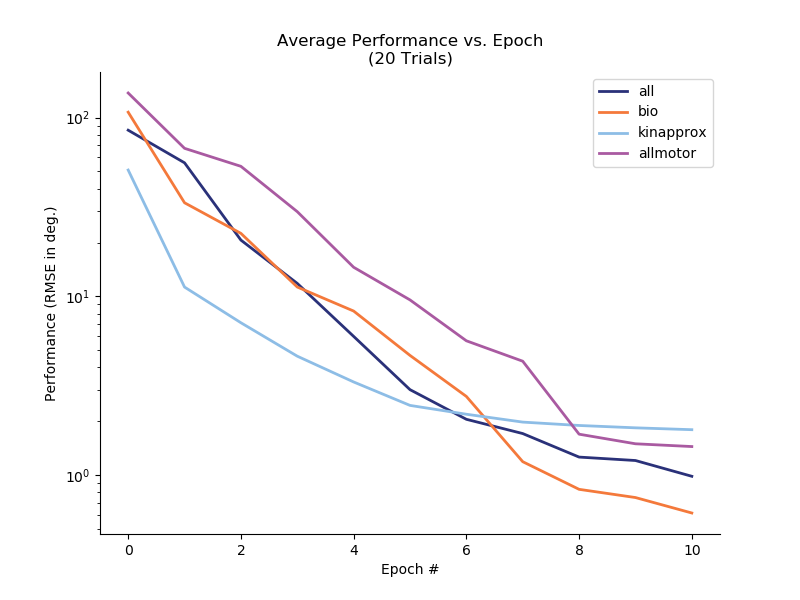 Average Performance vs. Epoch
(20 Trials)
all
bio
kinapprox
allmotor
Performance (RMSE in deg.)
10²
10¹
10⁰
0 2 4 6 8 10
Epoch #